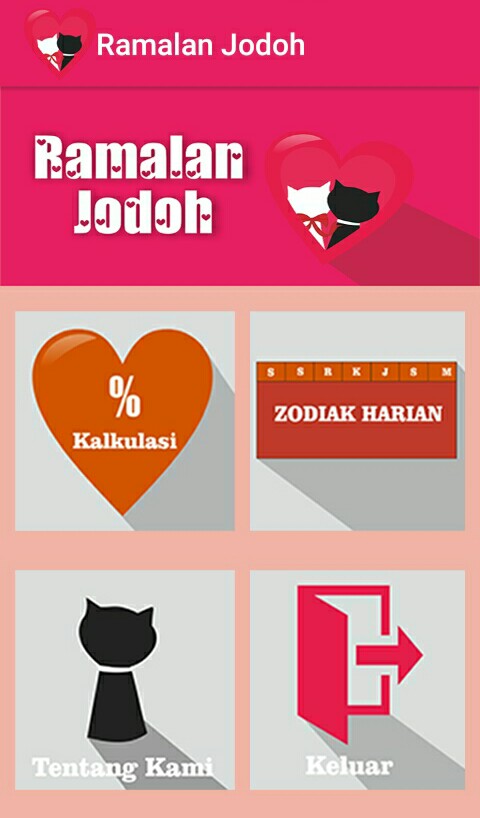 Ramalan Jodoh
Ramalan
Jodoh
%
Kalkulasi
S S R K J S M
ZODIAK HARIAN
Tentang Kami
Keluar